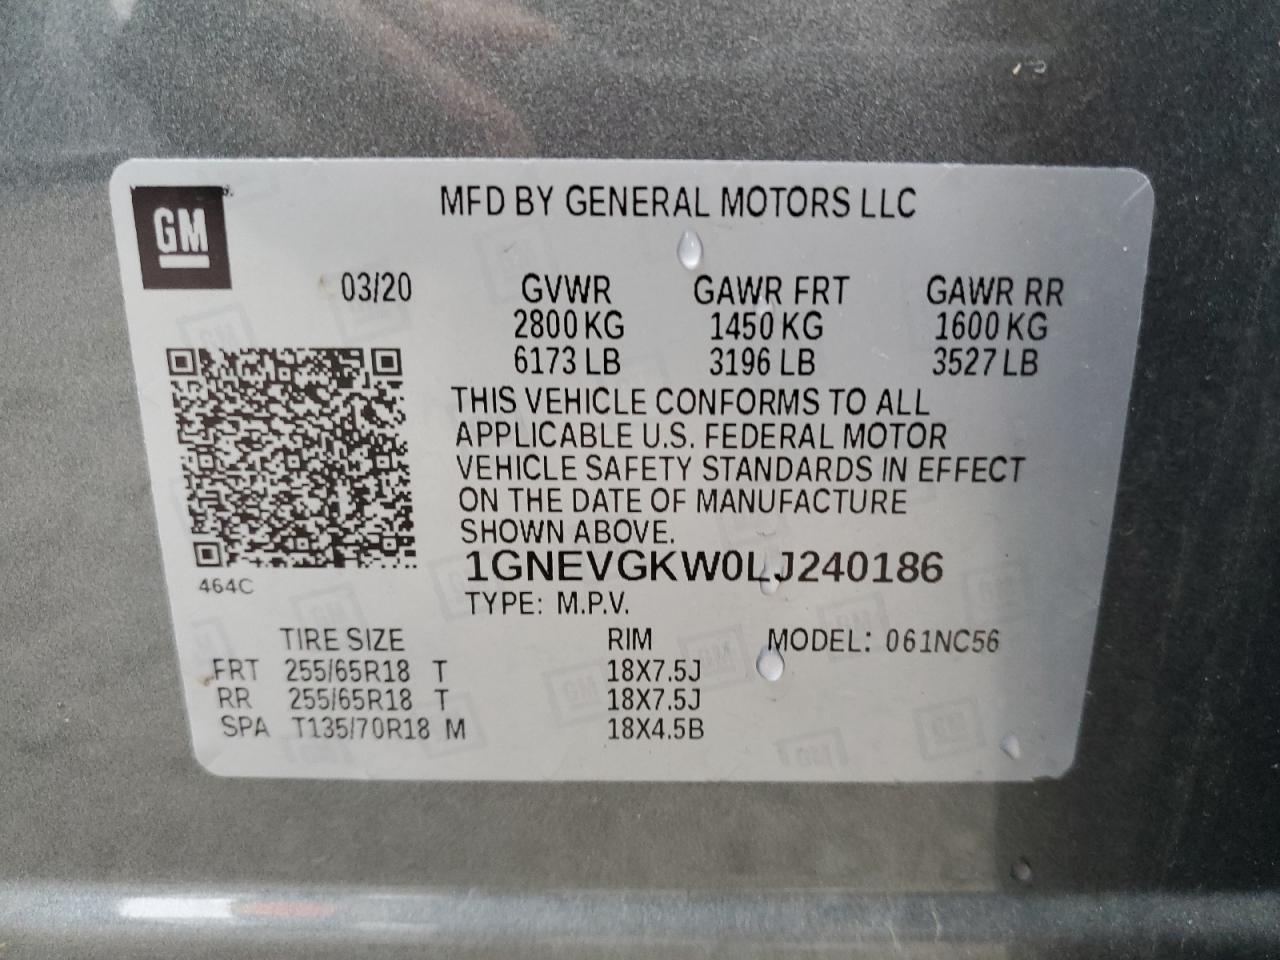 GM
MFD BY GENERAL MOTORS LLC
03/20 GVWR GAWR FRT GAWR RR
2800 KG 1450 KG 1600 KG
6173 LB 3196 LB 3527 LB
THIS VEHICLE CONFORMS TO ALL
APPLICABLE U.S. FEDERAL MOTOR
VEHICLE SAFETY STANDARDS IN EFFECT
ON THE DATE OF MANUFACTURE
SHOWN ABOVE.
1GNEVGKW0LJ240186
464C
TYPE: M.P.V.
TIRE SIZE RIM MODEL: 061NC56
FRT 255/65R18 T 18X7.5J
RR 255/65R18 T 18X7.5J
SPA T135/70R18 M 18X4.5B